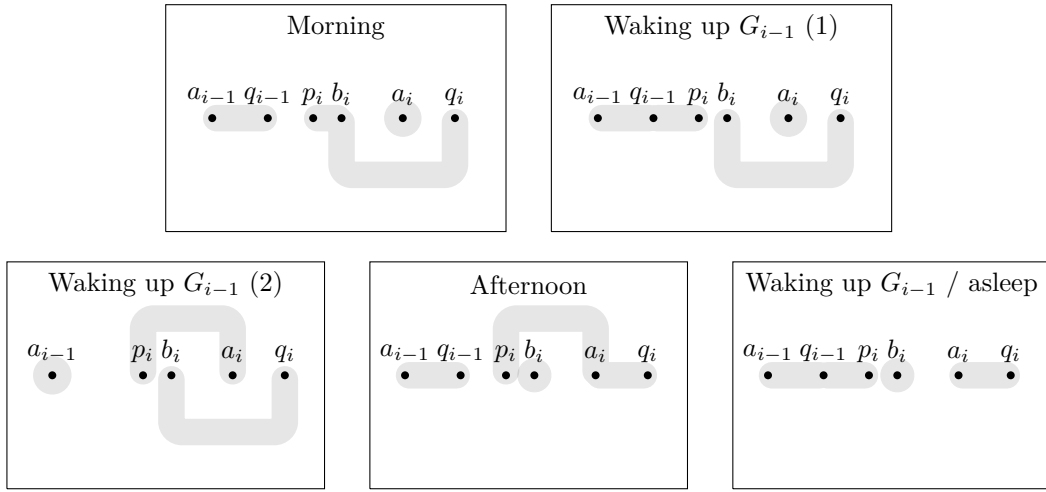 Morning
a_{i−1} q_{i−1} p_i b_i a_i q_i
Waking up G_{i−1} (1)
a_{i−1} q_{i−1} p_i b_i a_i q_i
Waking up G_{i−1} (2)
a_{i−1} p_i b_i a_i q_i
Afternoon
a_{i−1} q_{i−1} p_i b_i a_i q_i
Waking up G_{i−1} / asleep
a_{i−1} q_{i−1} p_i b_i a_i q_i